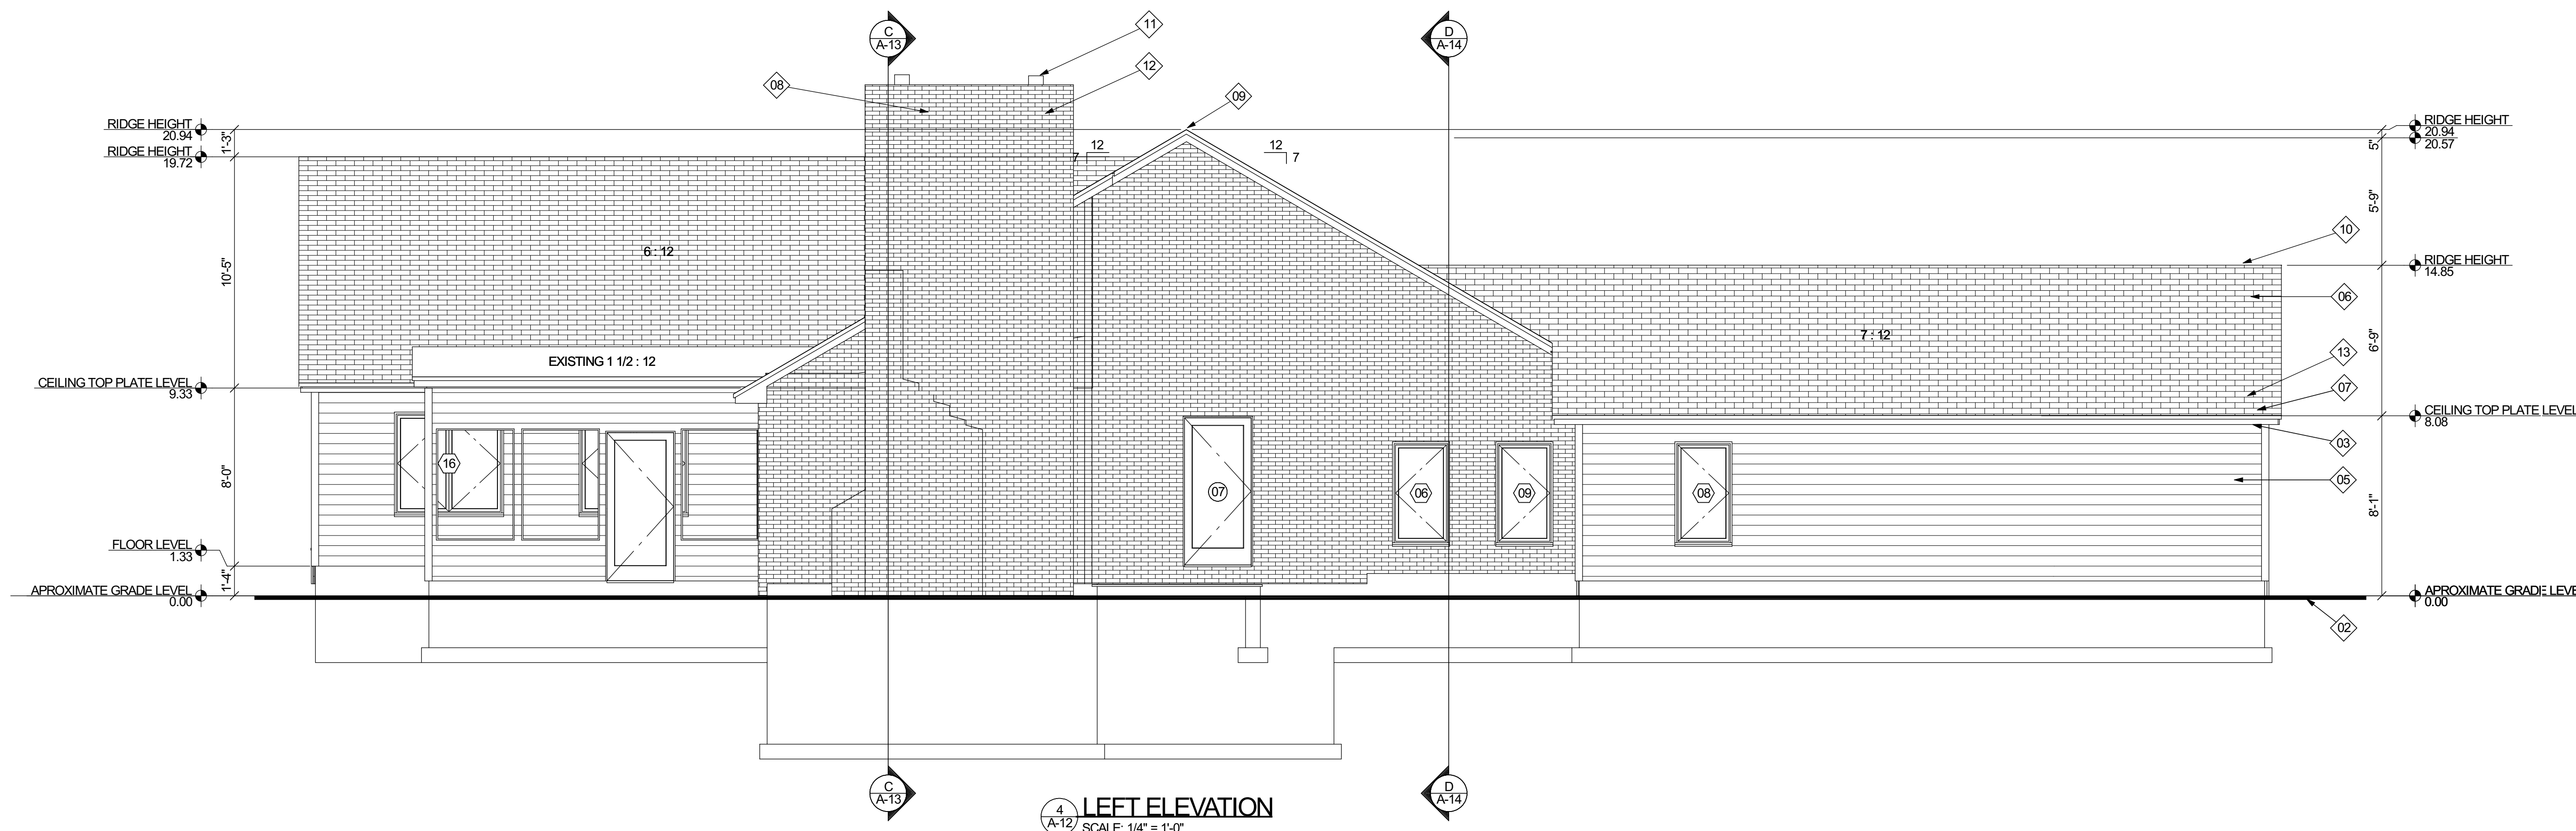 C
A-13
D
A-14
11
12
08
09
RIDGE HEIGHT
20.94
1'-3"
RIDGE HEIGHT
19.72
12
7
12
7
RIDGE HEIGHT
20.94
20.57
5"
5'-9"
10
RIDGE HEIGHT
14.85
6 : 12
10'-5"
06
7 : 12
6'-9"
13
EXISTING 1 1/2 : 12
07
CEILING TOP PLATE LEVEL
9.33
CEILING TOP PLATE LEVEL
8.08
03
16
07
06
09
08
05
8'-0"
8'-1"
FLOOR LEVEL
1.33
1'-4"
APROXIMATE GRADE LEVEL
0.00
APROXIMATE GRADE LEVE
0.00
02
C
A-13
D
A-14
4
A-12
LEFT ELEVATION
SCALE: 1/4" = 1'-0"